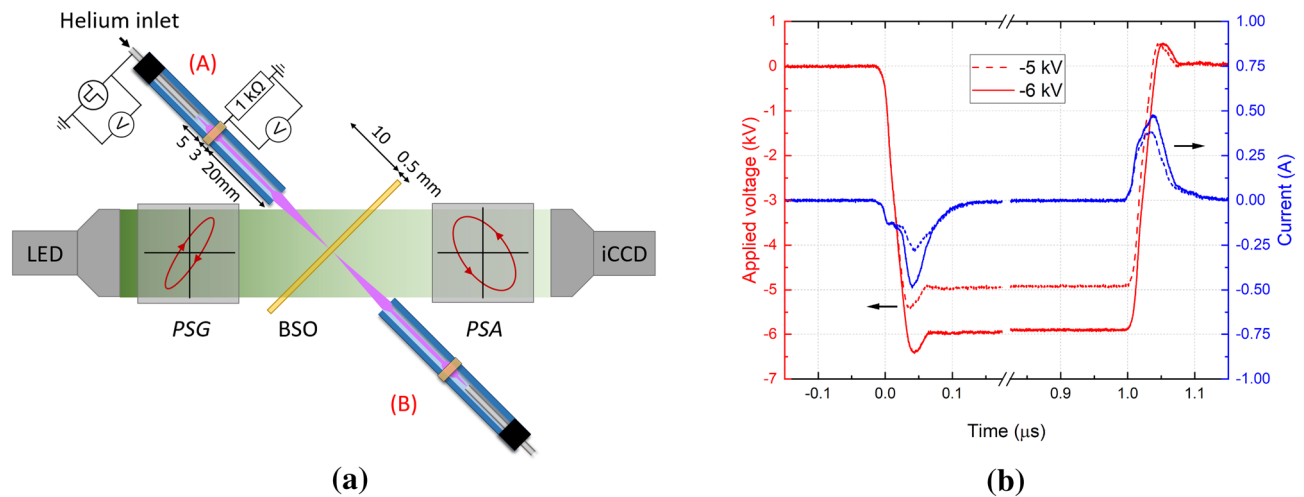 Helium inlet
(A)
V
1 kΩ
V
5
3
20mm
10
0.5 mm
LED
iCCD
PSG
BSO
PSA
(B)
(a)
1
0
-1
-2
-3
-4
-5
-6
-7
Applied voltage (kV)
-5 kV
-6 kV
1.00
0.75
0.50
0.25
0.00
-0.25
-0.50
-0.75
-1.00
Current (A)
-0.1 0.0 0.1 0.9 1.0 1.1
Time (μs)
(b)